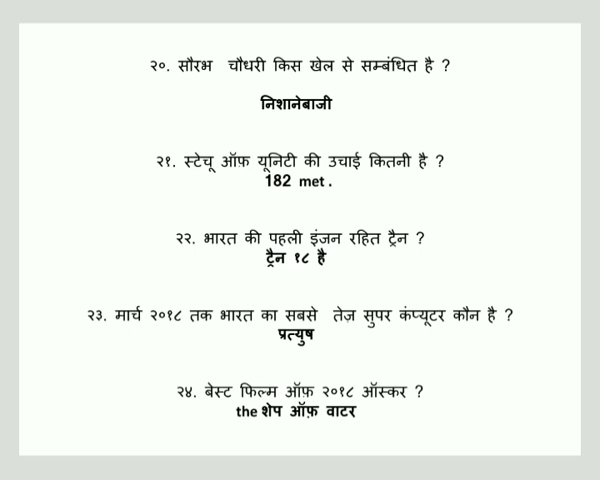 २०. सौरभ चौधरी किस खेल से सम्बंधित है ?
निशानेबाजी
२१. स्टेचू ऑफ़ यूनिटी की उचाई कितनी है ?
182 met .
२२. भारत की पहली इंजन रहित ट्रैन ?
ट्रैन १८ है
२३. मार्च २०१८ तक भारत का सबसे तेज़ सुपर कंप्यूटर कौन है ?
प्रत्युष
२४. बेस्ट फिल्म ऑफ़ २०१८ ऑस्कर ?
the शेप ऑफ़ वाटर